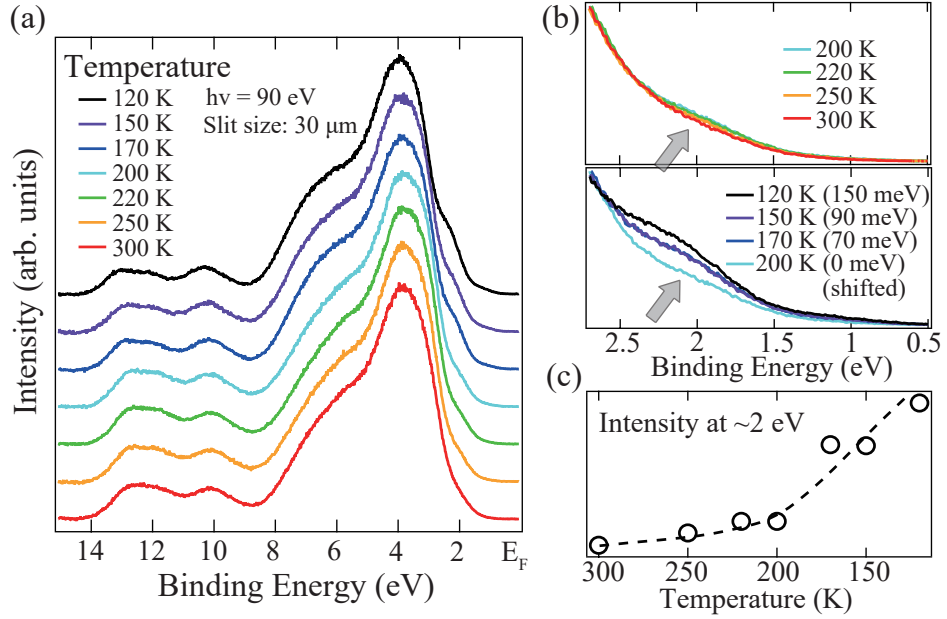 (a)
Temperature
120 K
150 K
170 K
200 K
220 K
250 K
300 K
hv = 90 eV
Slit size: 30 μm
Intensity (arb. units)
14 12 10 8 6 4 2 E_F
Binding Energy (eV)
(b)
200 K
220 K
250 K
300 K
120 K (150 meV)
150 K (90 meV)
170 K (70 meV)
200 K (0 meV)
(shifted)
2.5 2.0 1.5 1.0 0.5
Binding Energy (eV)
(c)
Intensity at ~2 eV
300 250 200 150
Temperature (K)